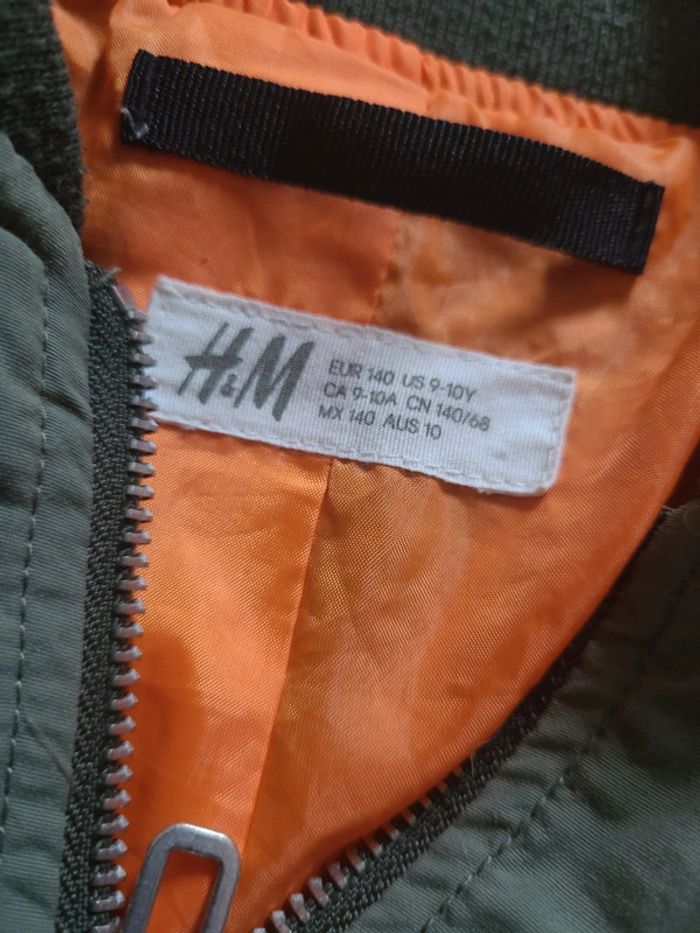 H&M
EUR 140 US 9-10Y
CA 9-10A CN 140/68
MX 140 AUS 10